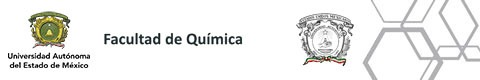 Facultad de Química
Universidad Autónoma
del Estado de México